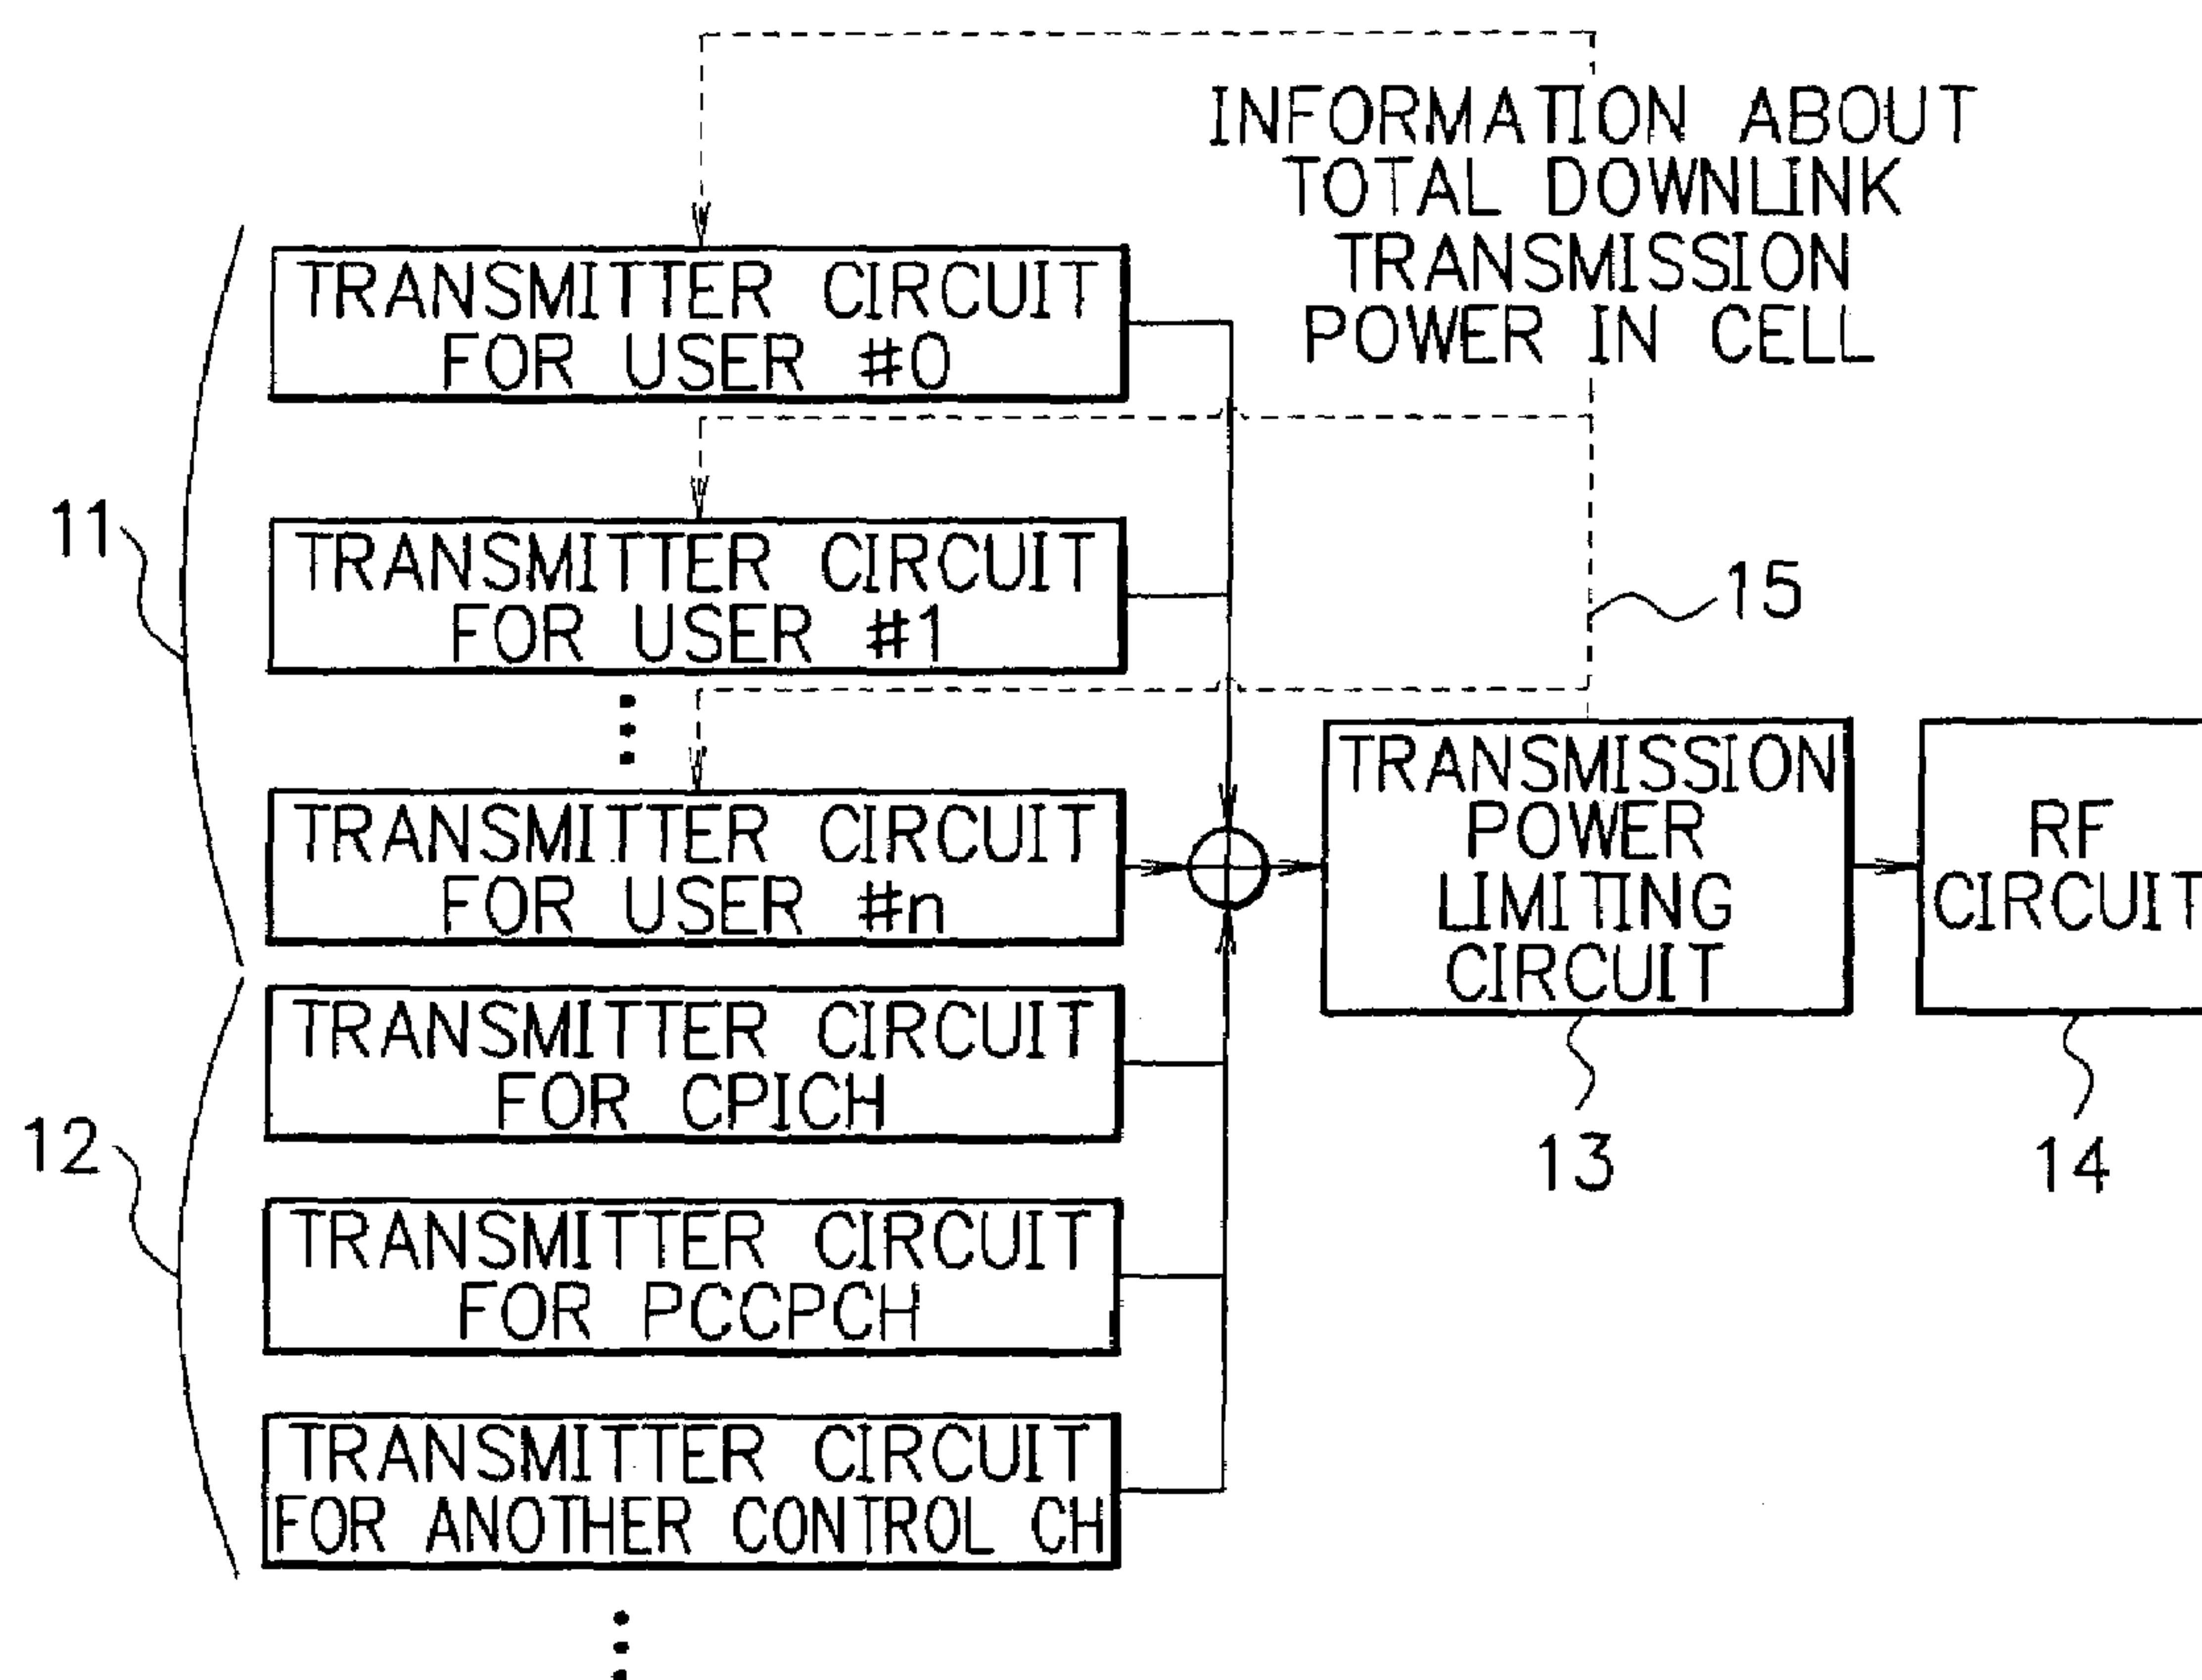 INFORMATION ABOUT
TOTAL DOWNLINK
TRANSMISSION
POWER IN CELL
TRANSMITTER CIRCUIT
FOR USER #0
11
TRANSMITTER CIRCUIT
FOR USER #1
15
TRANSMITTER CIRCUIT
FOR USER #n
TRANSMISSION
POWER
LIMITING
CIRCUIT
RF
CIRCUIT
12
TRANSMITTER CIRCUIT
FOR CPICH
13
14
TRANSMITTER CIRCUIT
FOR PCCPCH
TRANSMITTER CIRCUIT
FOR ANOTHER CONTROL CH